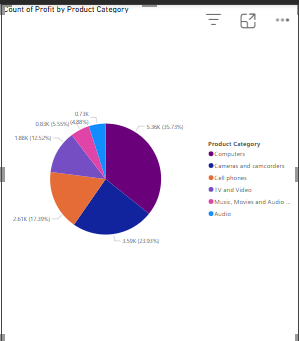 Count of Profit by Product Category
0.73K
(4.88%)
0.83K (5.55%)
1.88K (12.52%)
5.36K (35.73%)
2.61K (17.39%)
3.59K (23.93%)
Product Category
Computers
Cameras and camcorders
Cell phones
TV and Video
Music, Movies and Audio ...
Audio